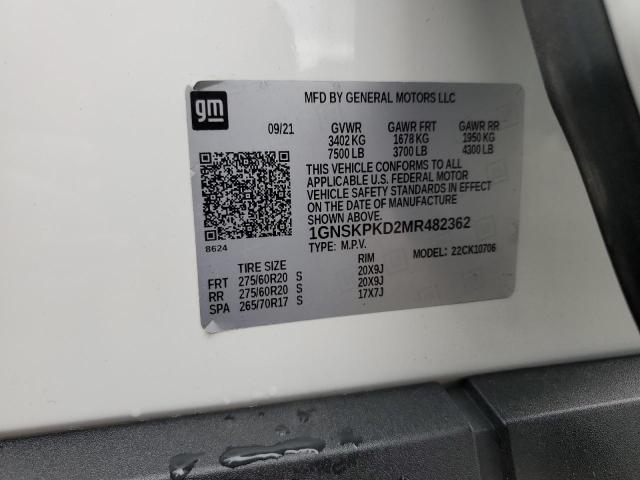 gm
MFD BY GENERAL MOTORS LLC
09/21 GVWR GAWR FRT GAWR RR
3402 KG 1678 KG 1950 KG
7500 LB 3700 LB 4300 LB
THIS VEHICLE CONFORMS TO ALL
APPLICABLE U.S. FEDERAL MOTOR
VEHICLE SAFETY STANDARDS IN EFFECT
ON THE DATE OF MANUFACTURE
SHOWN ABOVE.
1GNSKPKD2MR482362
8624 TYPE: M.P.V. MODEL: 22CK10706
TIRE SIZE RIM
FRT 275/60R20 S 20X9J
RR 275/60R20 S 20X9J
SPA 265/70R17 S 17X7J